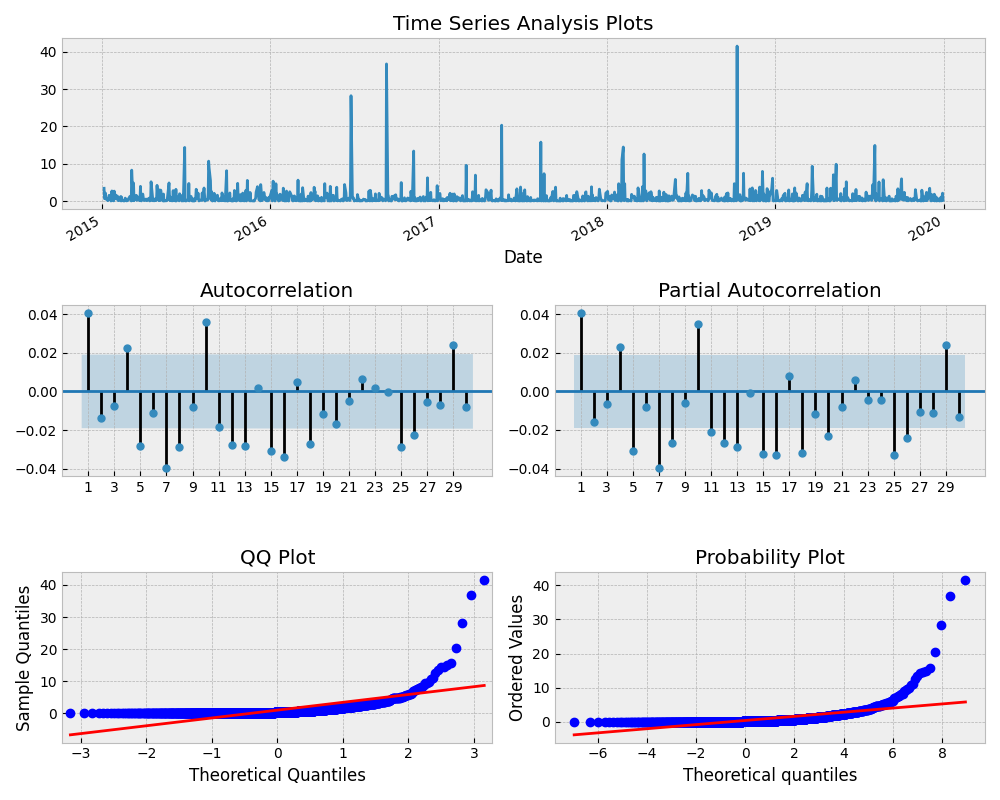 Time Series Analysis Plots
40
30
20
10
0
2015
2016
2017
2018
2019
2020
Date
Autocorrelation
0.04
0.02
0.00
−0.02
−0.04
1 3 5 7 9 11 13 15 17 19 21 23 25 27 29
Partial Autocorrelation
0.04
0.02
0.00
−0.02
−0.04
1 3 5 7 9 11 13 15 17 19 21 23 25 27 29
QQ Plot
Sample Quantiles
40
30
20
10
0
−3 −2 −1 0 1 2 3
Theoretical Quantiles
Probability Plot
Ordered Values
40
30
20
10
0
−6 −4 −2 0 2 4 6 8
Theoretical quantiles